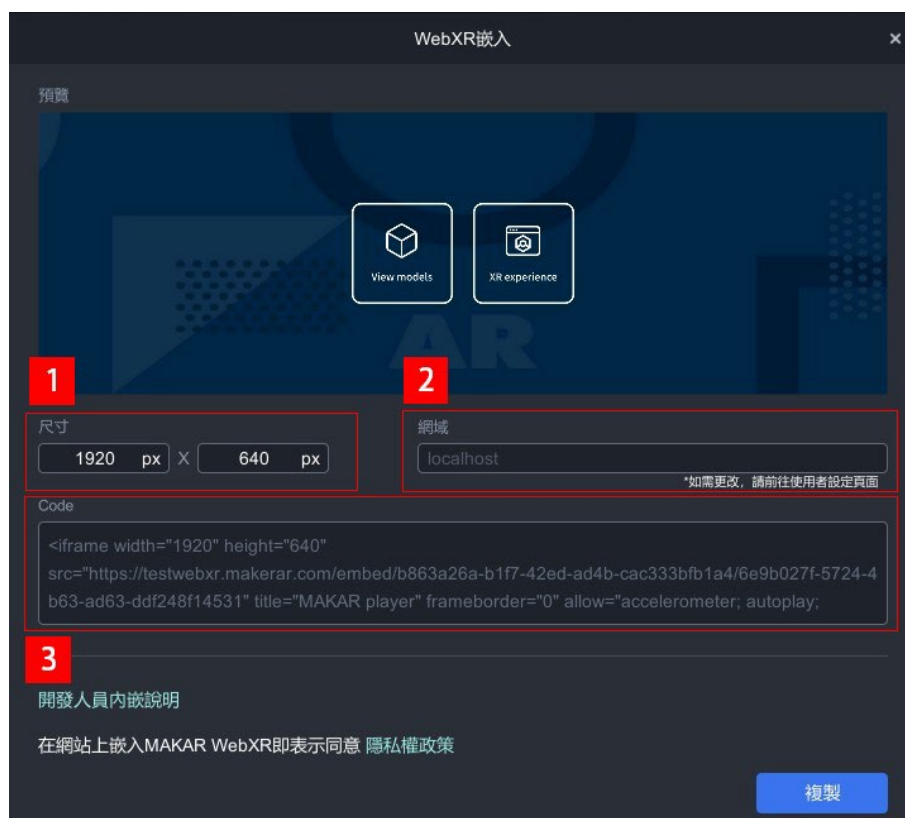 WebXR嵌入
×
預覽
View models
XR experience
AR
1
2
尺寸
網域
1920 px X 640 px
localhost
*如需更改，請前往使用者設定頁面
Code
<iframe width="1920" height="640"
src="https://testwebxr.makerar.com/embed/b863a26a-b1f7-42ed-ad4b-cac333bfb1a4/6e9b027f-5724-4
b63-ad63-ddf248f14531" title="MAKAR player" frameborder="0" allow="accelerometer; autoplay;
3
開發人員內嵌說明
在網站上嵌入MAKAR WebXR即表示同意 隱私權政策
複製